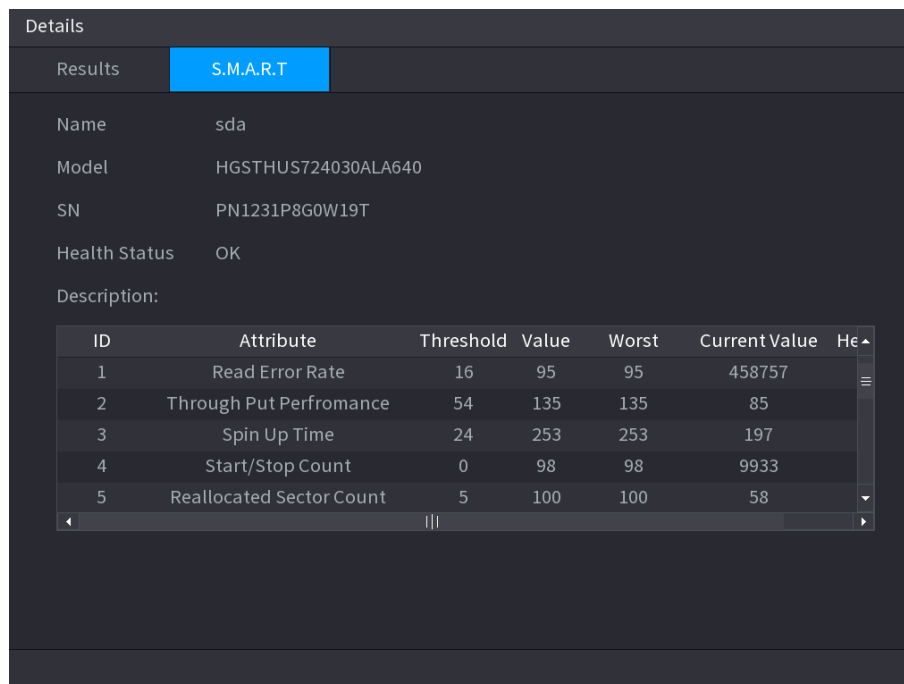 Details
Results S.M.A.R.T
Name sda
Model HGSTHUS724030ALA640
SN PN1231P8G0W19T
Health Status OK
Description:
ID Attribute Threshold Value Worst Current Value He
1 Read Error Rate 16 95 95 458757
2 Through Put Perfromance 54 135 135 85
3 Spin Up Time 24 253 253 197
4 Start/Stop Count 0 98 98 9933
5 Reallocated Sector Count 5 100 100 58